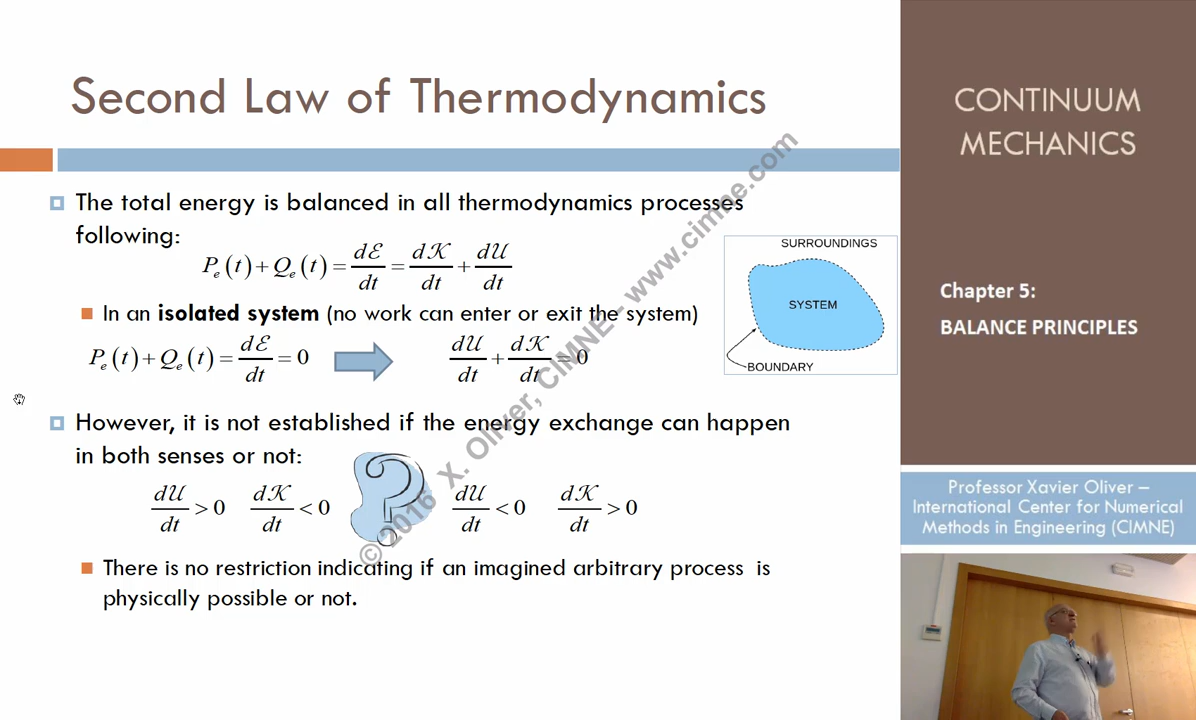 Second Law of Thermodynamics
The total energy is balanced in all thermodynamics processes
following:
P_e(t) + Q_e(t) = dℰ/dt = d𝒦/dt + d𝒰/dt
In an isolated system (no work can enter or exit the system)
P_e(t) + Q_e(t) = dℰ/dt = 0
d𝒰/dt + d𝒦/dt = 0
SURROUNDINGS
SYSTEM
BOUNDARY
However, it is not established if the energy exchange can happen
in both senses or not:
d𝒰/dt > 0 d𝒦/dt < 0 ? d𝒰/dt < 0 d𝒦/dt > 0
There is no restriction indicating if an imagined arbitrary process is
physically possible or not.
© 2016 X. Oliver, CIMNE - www.cimne.com
CONTINUUM
MECHANICS
Chapter 5:
BALANCE PRINCIPLES
Professor Xavier Oliver –
International Center for Numerical
Methods in Engineering (CIMNE)